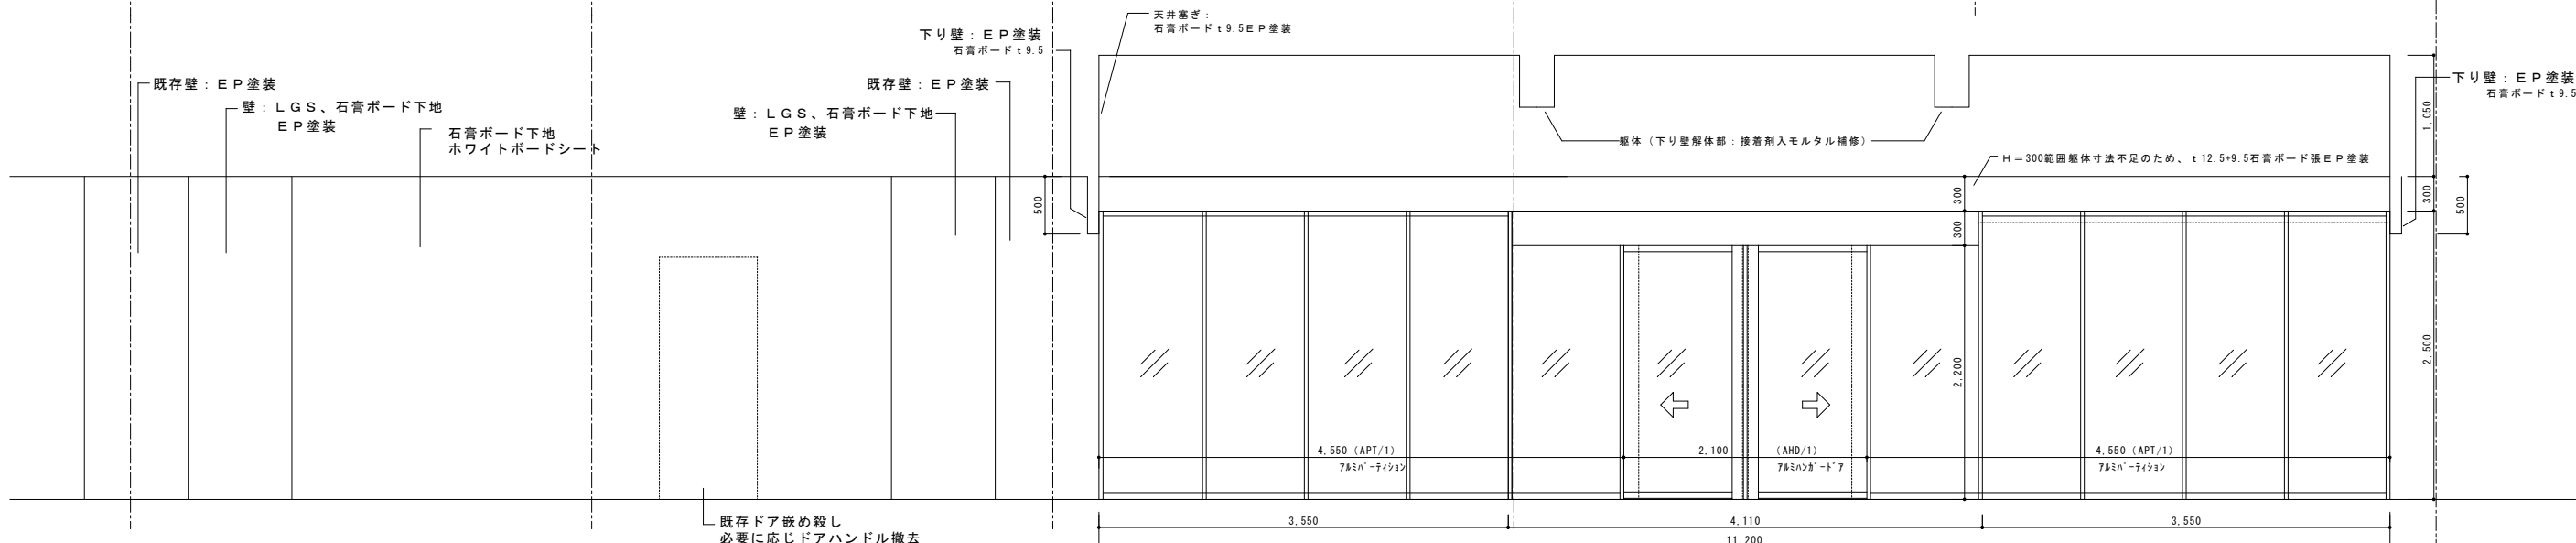 天井塞ぎ：
石膏ボードｔ9.5ＥＰ塗装
下り壁：ＥＰ塗装
石膏ボードｔ9.5
既存壁：ＥＰ塗装
壁：ＬＧＳ、石膏ボード下地
ＥＰ塗装
石膏ボード下地
ホワイトボードシート
既存壁：ＥＰ塗装
壁：ＬＧＳ、石膏ボード下地
ＥＰ塗装
下り壁：ＥＰ塗装
石膏ボードｔ9.5
躯体（下り壁解体部：接着剤入モルタル補修）
Ｈ＝300範囲躯体寸法不足のため、ｔ12.5+9.5石膏ボード張ＥＰ塗装
1,050
500
300
300
300
500
2,200
2,500
4,550 (APT/1)
ｱﾙﾐﾊﾟｰﾃｨｼｮﾝ
2,100
(AHD/1)
ｱﾙﾐﾊﾝｶﾞｰﾄﾞｱ
4,550 (APT/1)
ｱﾙﾐﾊﾟｰﾃｨｼｮﾝ
既存ドア嵌め殺し
必要に応じドアハンドル撤去
3,550
4,110
3,550
11,200